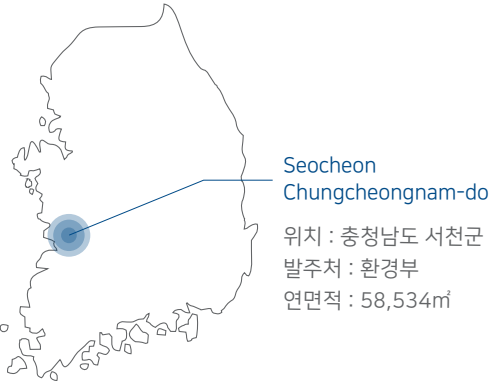 Seocheon
Chungcheongnam-do
위치 : 충청남도 서천군
발주처 : 환경부
연면적 : 58,534㎡